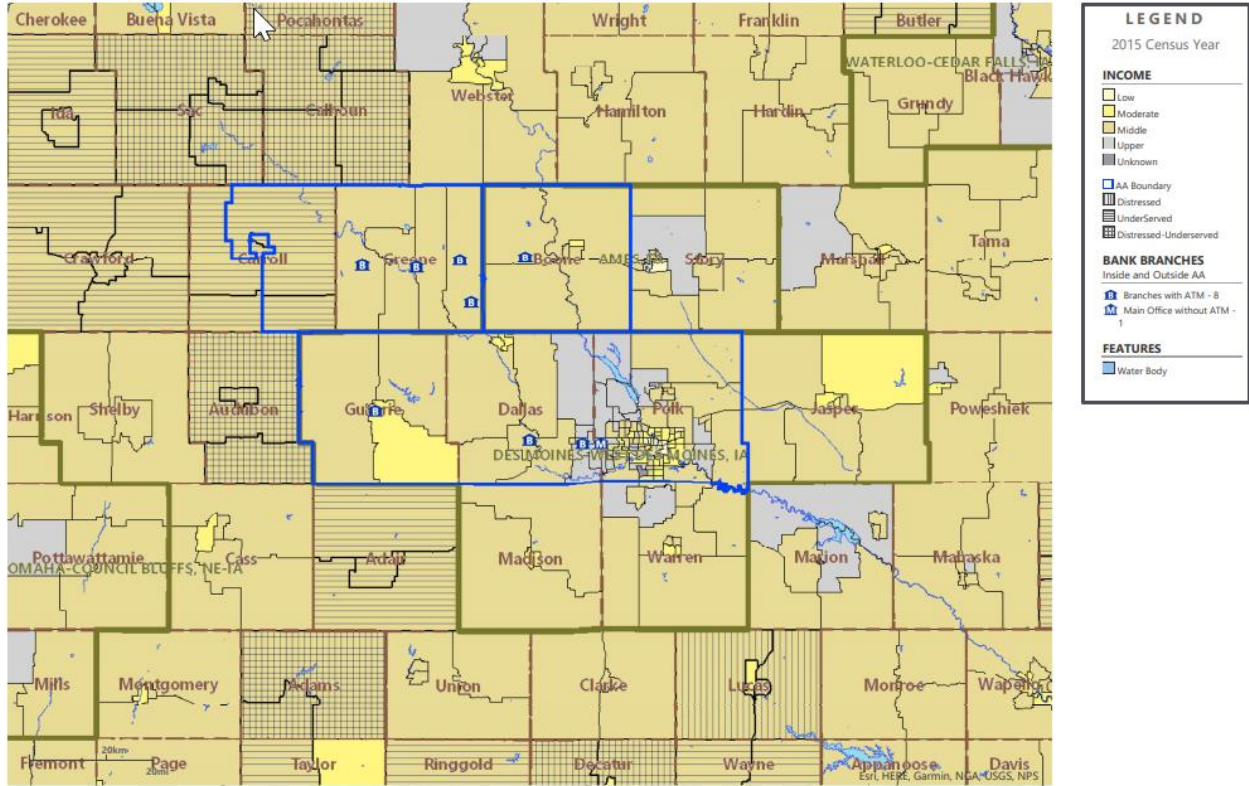 Cherokee Buena Vista Pocahontas Wright Franklin Butler
WATERLOO-CEDAR FALLS, IA
Black Hawk
Webster Grundy
Ida Sac Calhoun Hamilton Hardin
Tama
Crawford Carroll Greene Boone AMES, IA Story Marshall
B B B B B
Harrison Shelby Audubon Guthrie Dallas Polk Jasper Poweshiek
B B B M
DES MOINES-WEST DES MOINES, IA
Pottawattamie Cass Adair Madison Warren Marion Mahaska
OMAHA-COUNCIL BLUFFS, NE-IA
Mills Montgomery Adams Union Clarke Lucas Monroe Wapello
20km
Fremont Page Taylor Ringgold Decatur Wayne Appanoose Davis
20mi
Esri, HERE, Garmin, NGA, USGS, NPS
LEGEND
2015 Census Year
INCOME
Low
Moderate
Middle
Upper
Unknown
AA Boundary
Distressed
UnderServed
Distressed-Underserved
BANK BRANCHES
Inside and Outside AA
B Branches with ATM - 8
M Main Office without ATM -
1
FEATURES
Water Body